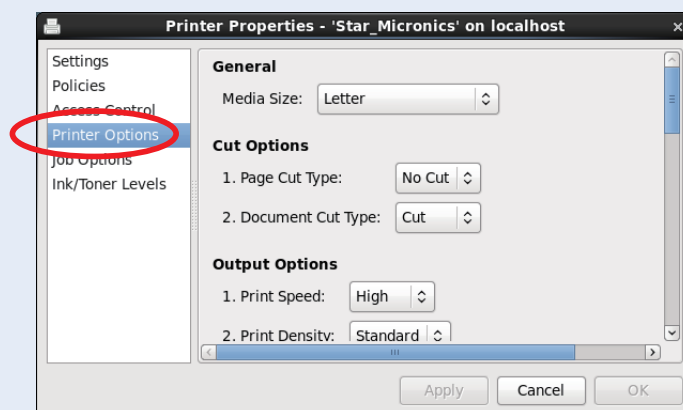 Printer Properties - 'Star_Micronics' on localhost
Settings
Policies
Access Control
Printer Options
Job Options
Ink/Toner Levels
General
Media Size: Letter
Cut Options
1. Page Cut Type: No Cut
2. Document Cut Type: Cut
Output Options
1. Print Speed: High
2. Print Density: Standard
Apply Cancel OK